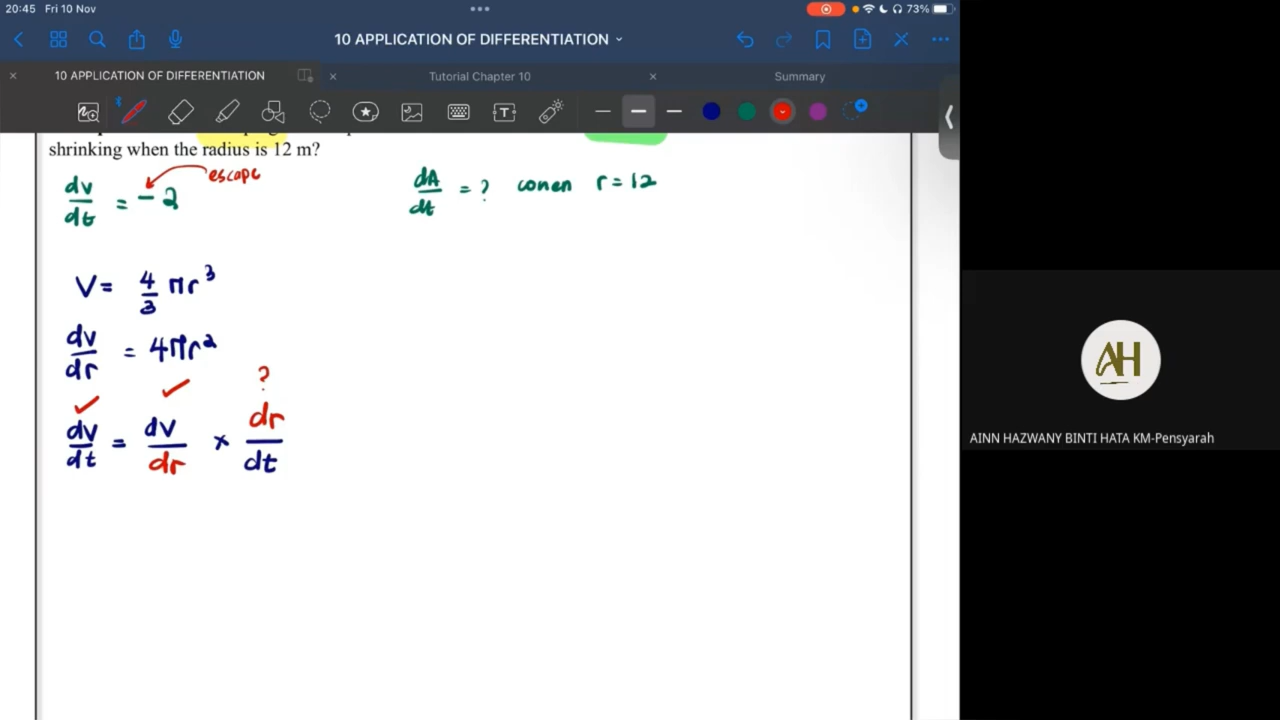 20:45 Fri 10 Nov
73%
10 APPLICATION OF DIFFERENTIATION
10 APPLICATION OF DIFFERENTIATION
Tutorial Chapter 10
Summary
shrinking when the radius is 12 m?
dv/dt = -2
escape
dA/dt = ? when r = 12
V = 4/3 πr³
dv/dr = 4πr²
?
dv/dt = dv/dr × dr/dt
AH
AINN HAZWANY BINTI HATA KM-Pensyarah